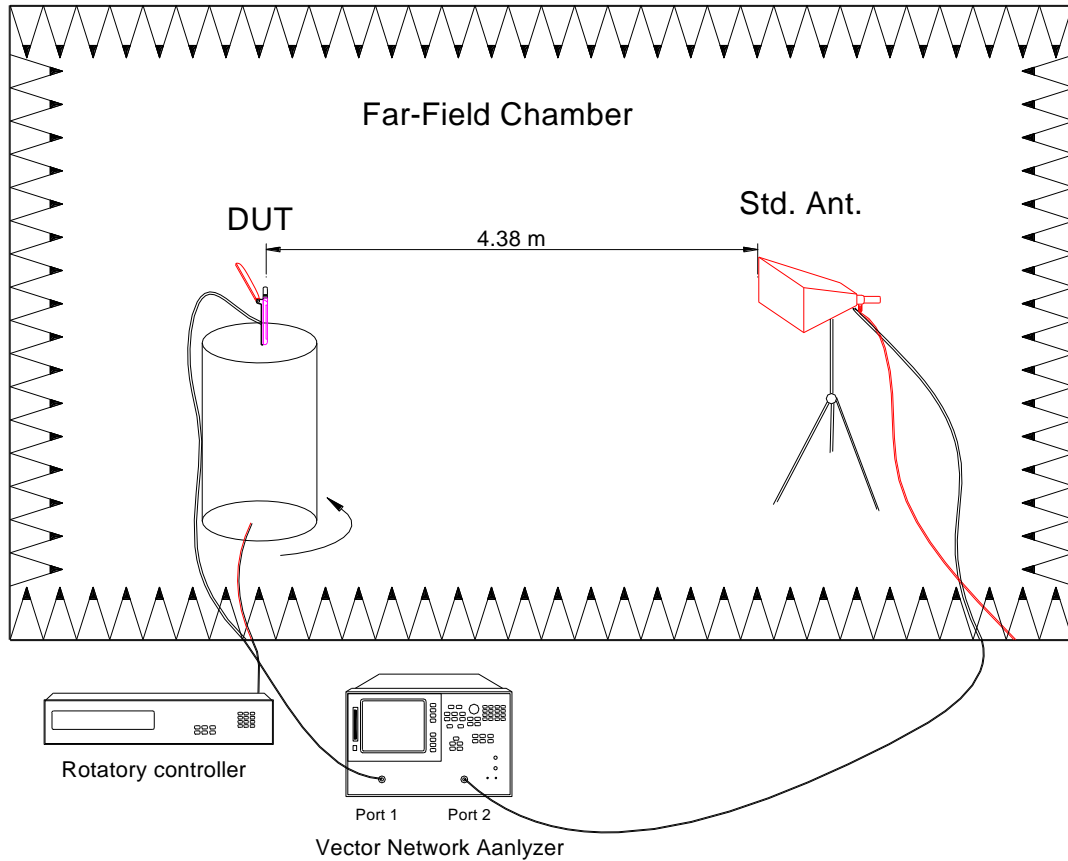 Far-Field Chamber
Std. Ant.
DUT
4.38 m
Rotatory controller
Port 1
Port 2
Vector Network Aanlyzer